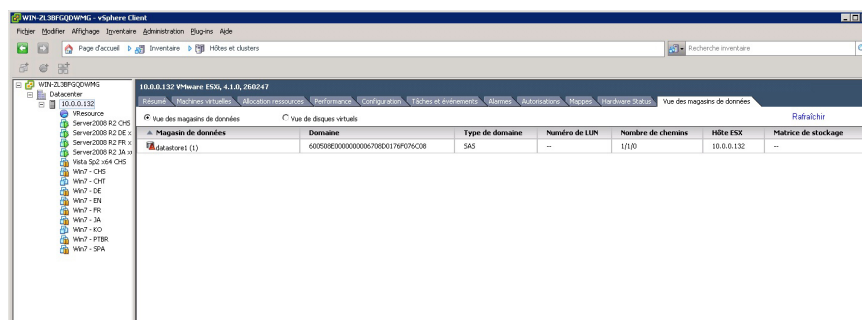 WIN-ZL3BFGQDWMG - vSphere Client
Fichier Modifier Affichage Inventaire Administration Plug-ins Aide
Page d'accueil Inventaire Hôtes et clusters Recherche inventaire
WIN-ZL3BFGQDWMG
Datacenter
10.0.0.132
VResource
Server2008 R2 CHS
Server2008 R2 DE x
Server2008 R2 FR x
Server2008 R2 JA x
Vista Sp2 x64 CHS
Win7 - CHS
Win7 - CHT
Win7 - DE
Win7 - EN
Win7 - FR
Win7 - JA
Win7 - KO
Win7 - PTBR
Win7 - SPA
10.0.0.132 VMware ESXi, 4.1.0, 260247
Résumé Machines virtuelles Allocation ressources Performance Configuration Tâches et événements Alarmes Autorisations Mappes Hardware Status Vue des magasins de données
Vue des magasins de données Vue de disques virtuels Rafraîchir
Magasin de données Domaine Type de domaine Numéro de LUN Nombre de chemins Hôte ESX Matrice de stockage
datastore1 (1) 600508E0000000006708D0176F076C08 SAS -- 1/1/0 10.0.0.132 --